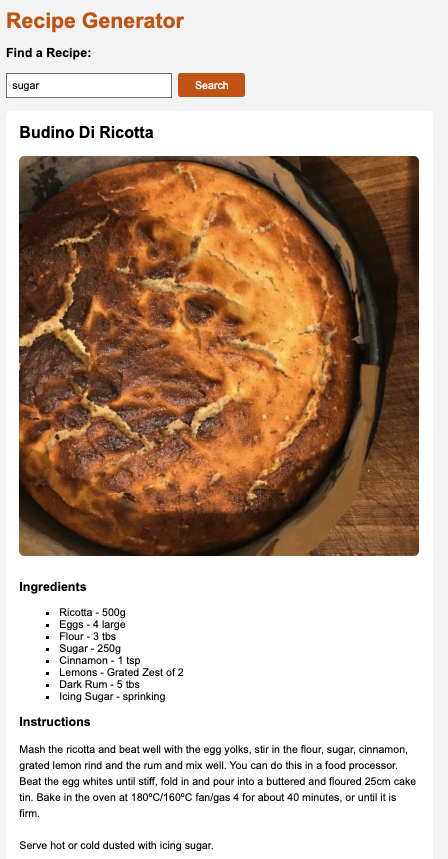 Recipe Generator
Find a Recipe:
sugar
Search
Budino Di Ricotta
Ingredients
Ricotta - 500g
Eggs - 4 large
Flour - 3 tbs
Sugar - 250g
Cinnamon - 1 tsp
Lemons - Grated Zest of 2
Dark Rum - 5 tbs
Icing Sugar - sprinking
Instructions
Mash the ricotta and beat well with the egg yolks, stir in the flour, sugar, cinnamon,
grated lemon rind and the rum and mix well. You can do this in a food processor.
Beat the egg whites until stiff, fold in and pour into a buttered and floured 25cm cake
tin. Bake in the oven at 180ºC/160ºC fan/gas 4 for about 40 minutes, or until it is
firm.
Serve hot or cold dusted with icing sugar.